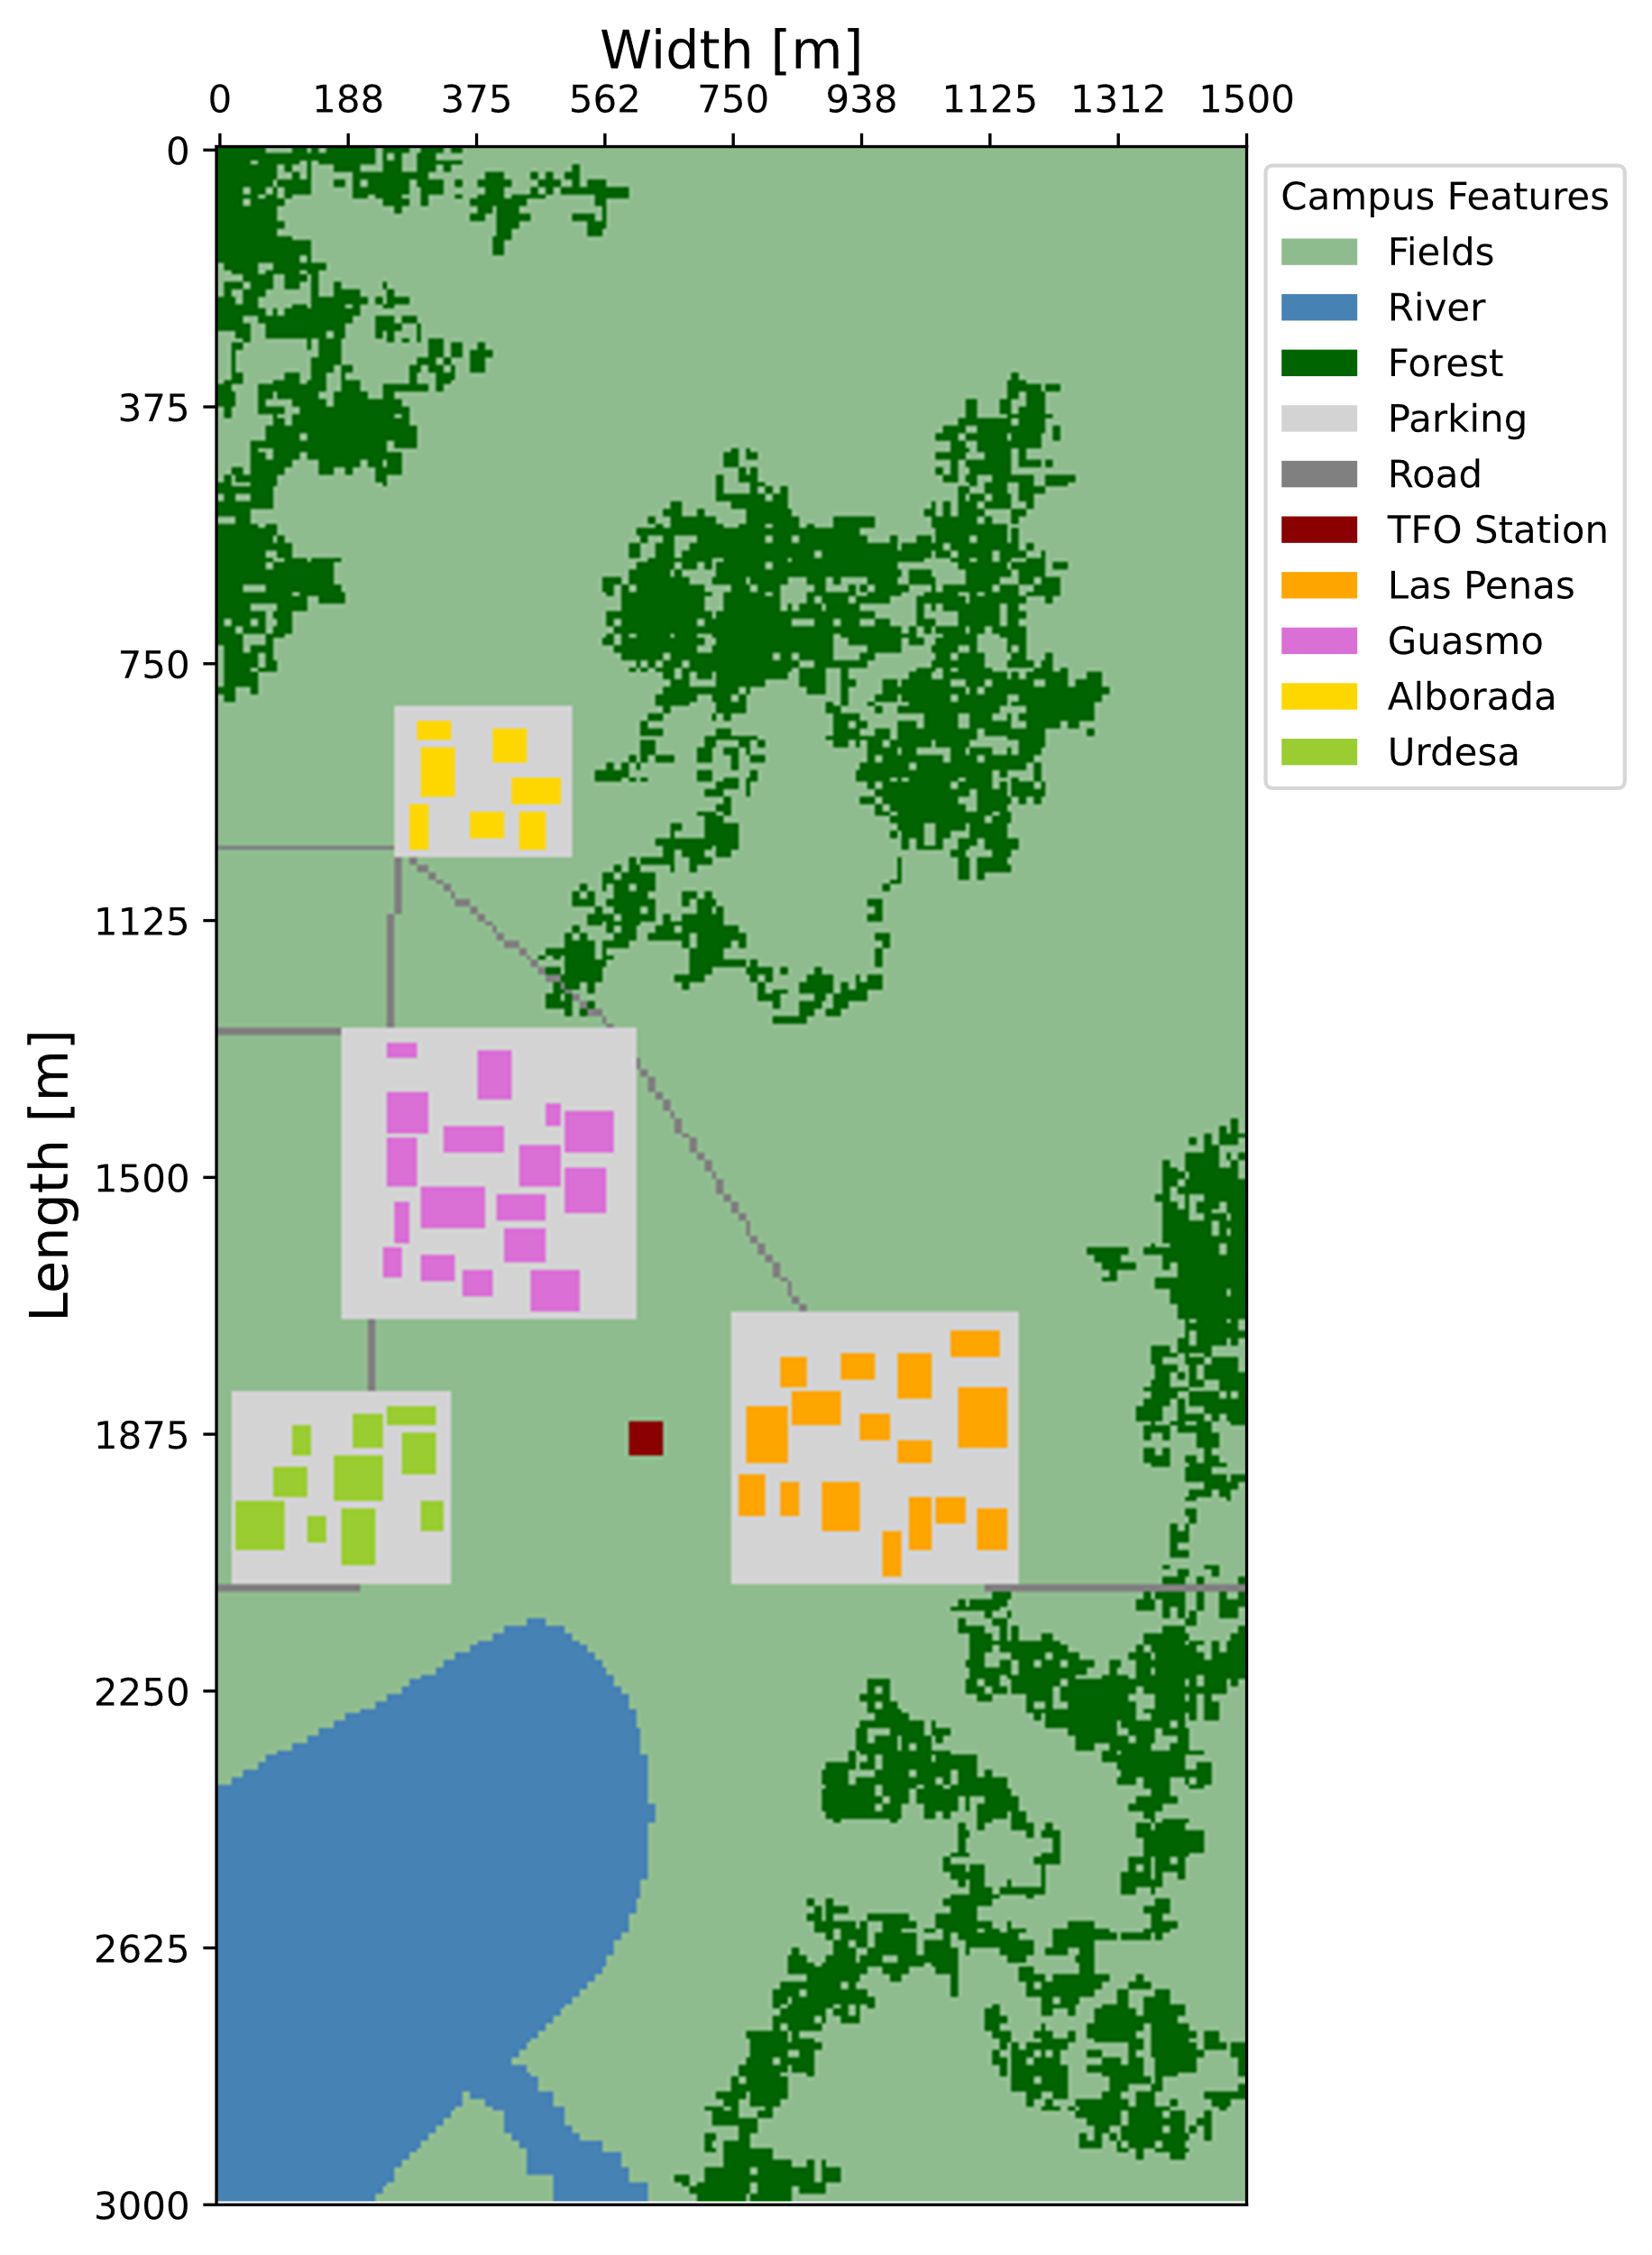 Width [m]
0 188 375 562 750 938 1125 1312 1500
Length [m]
0
375
750
1125
1500
1875
2250
2625
3000
Campus Features
Fields
River
Forest
Parking
Road
TFO Station
Las Penas
Guasmo
Alborada
Urdesa